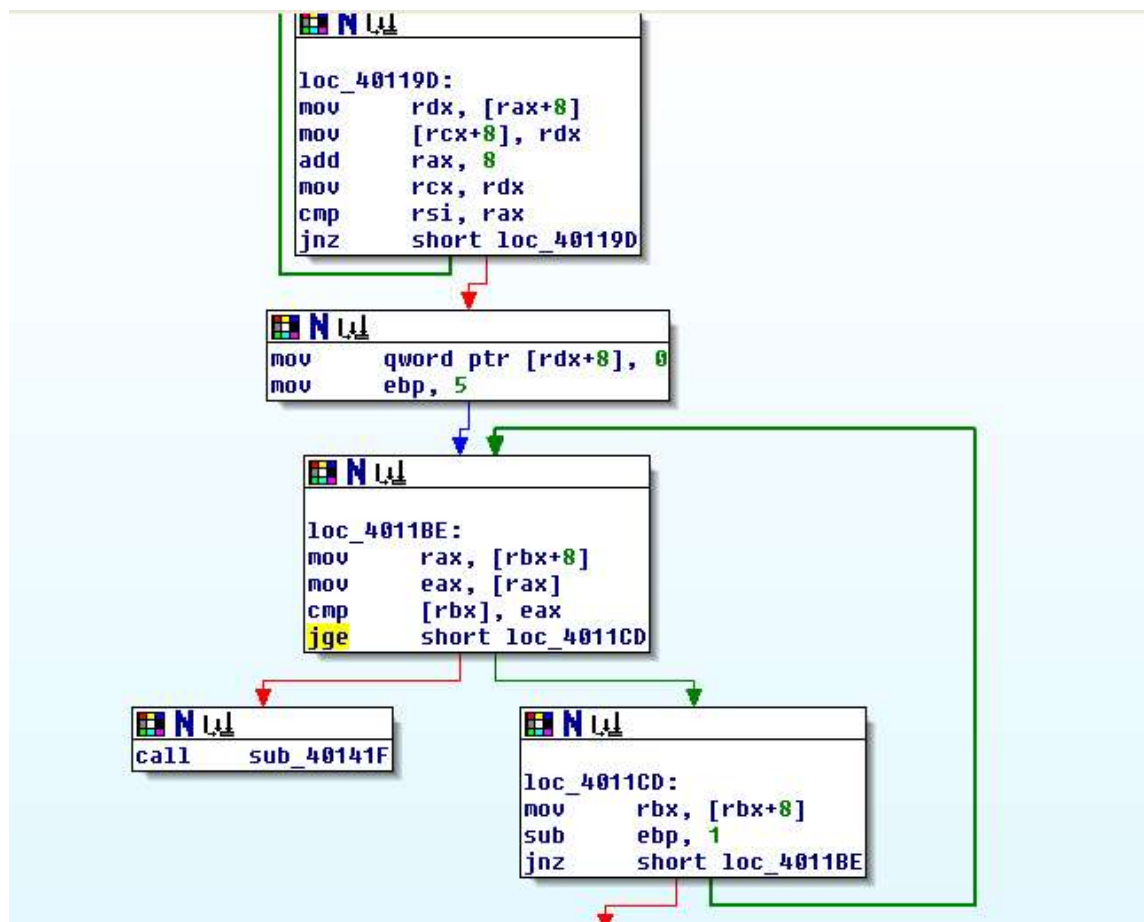 N
loc_40119D:
mov rdx, [rax+8]
mov [rcx+8], rdx
add rax, 8
mov rcx, rdx
cmp rsi, rax
jnz short loc_40119D
N
mov qword ptr [rdx+8], 0
mov ebp, 5
N
loc_4011BE:
mov rax, [rbx+8]
mov eax, [rax]
cmp [rbx], eax
jge short loc_4011CD
N
call sub_40141F
N
loc_4011CD:
mov rbx, [rbx+8]
sub ebp, 1
jnz short loc_4011BE